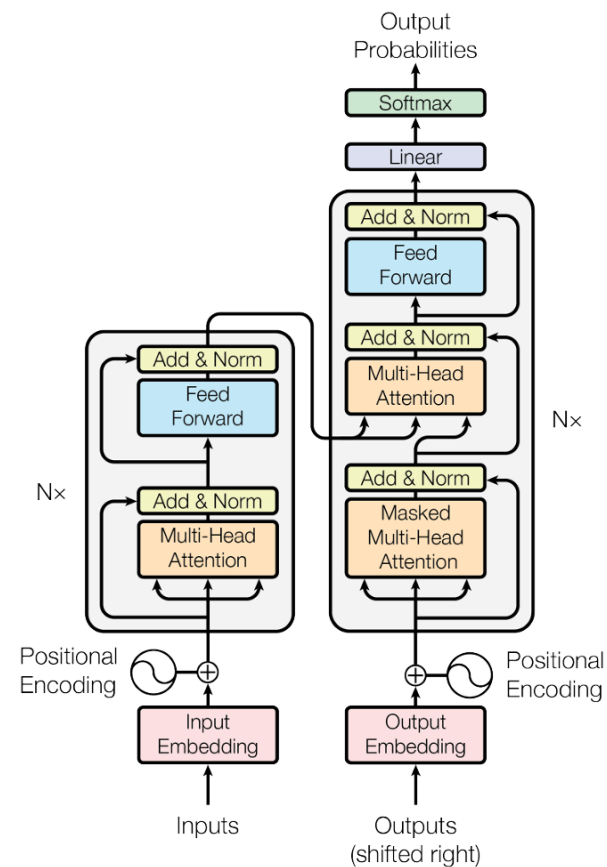 Output
Probabilities
Softmax
Linear
Add & Norm
Feed
Forward
Add & Norm
Multi-Head
Attention
Add & Norm
Masked
Multi-Head
Attention
Nx
Add & Norm
Feed
Forward
Add & Norm
Multi-Head
Attention
Nx
Positional
Encoding
Positional
Encoding
Input
Embedding
Output
Embedding
Inputs
Outputs
(shifted right)